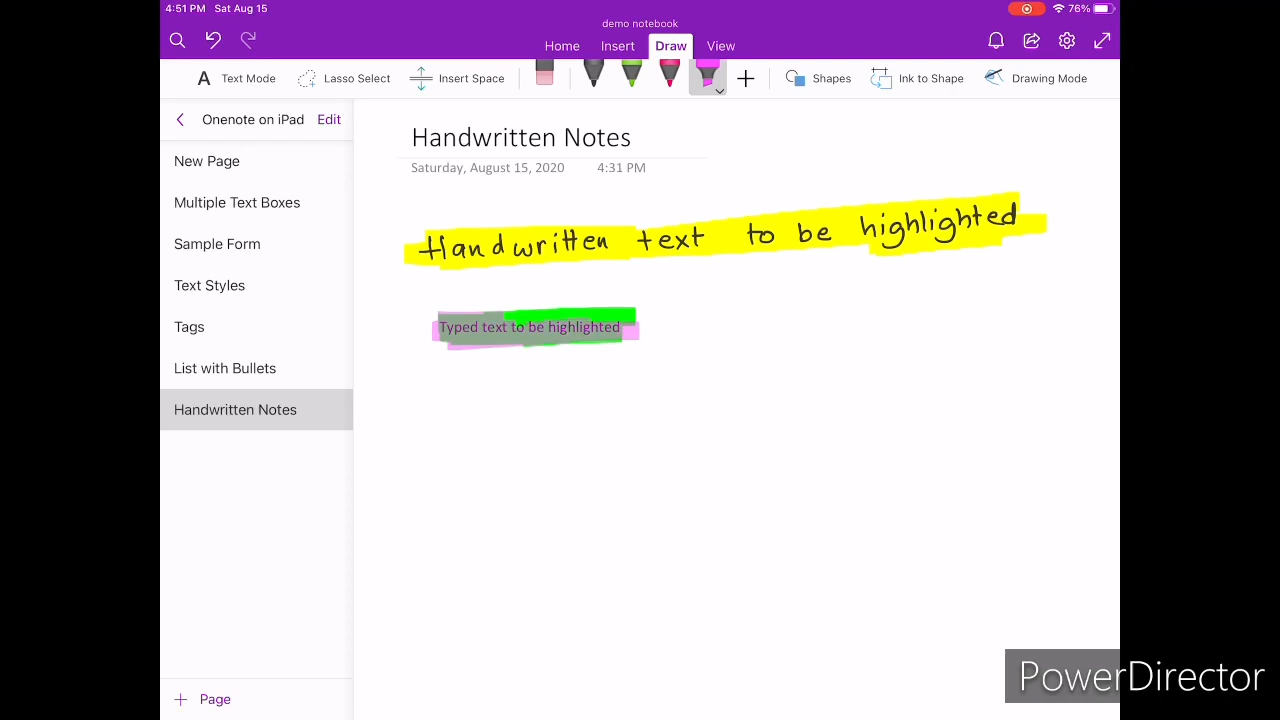 4:51 PM Sat Aug 15 76%
demo notebook
Home Insert Draw View
A Text Mode Lasso Select Insert Space Shapes Ink to Shape Drawing Mode
Onenote on iPad Edit
New Page
Multiple Text Boxes
Sample Form
Text Styles
Tags
List with Bullets
Handwritten Notes
+ Page
Handwritten Notes
Saturday, August 15, 2020 4:31 PM
Handwritten text to be highlighted
Typed text to be highlighted
PowerDirector